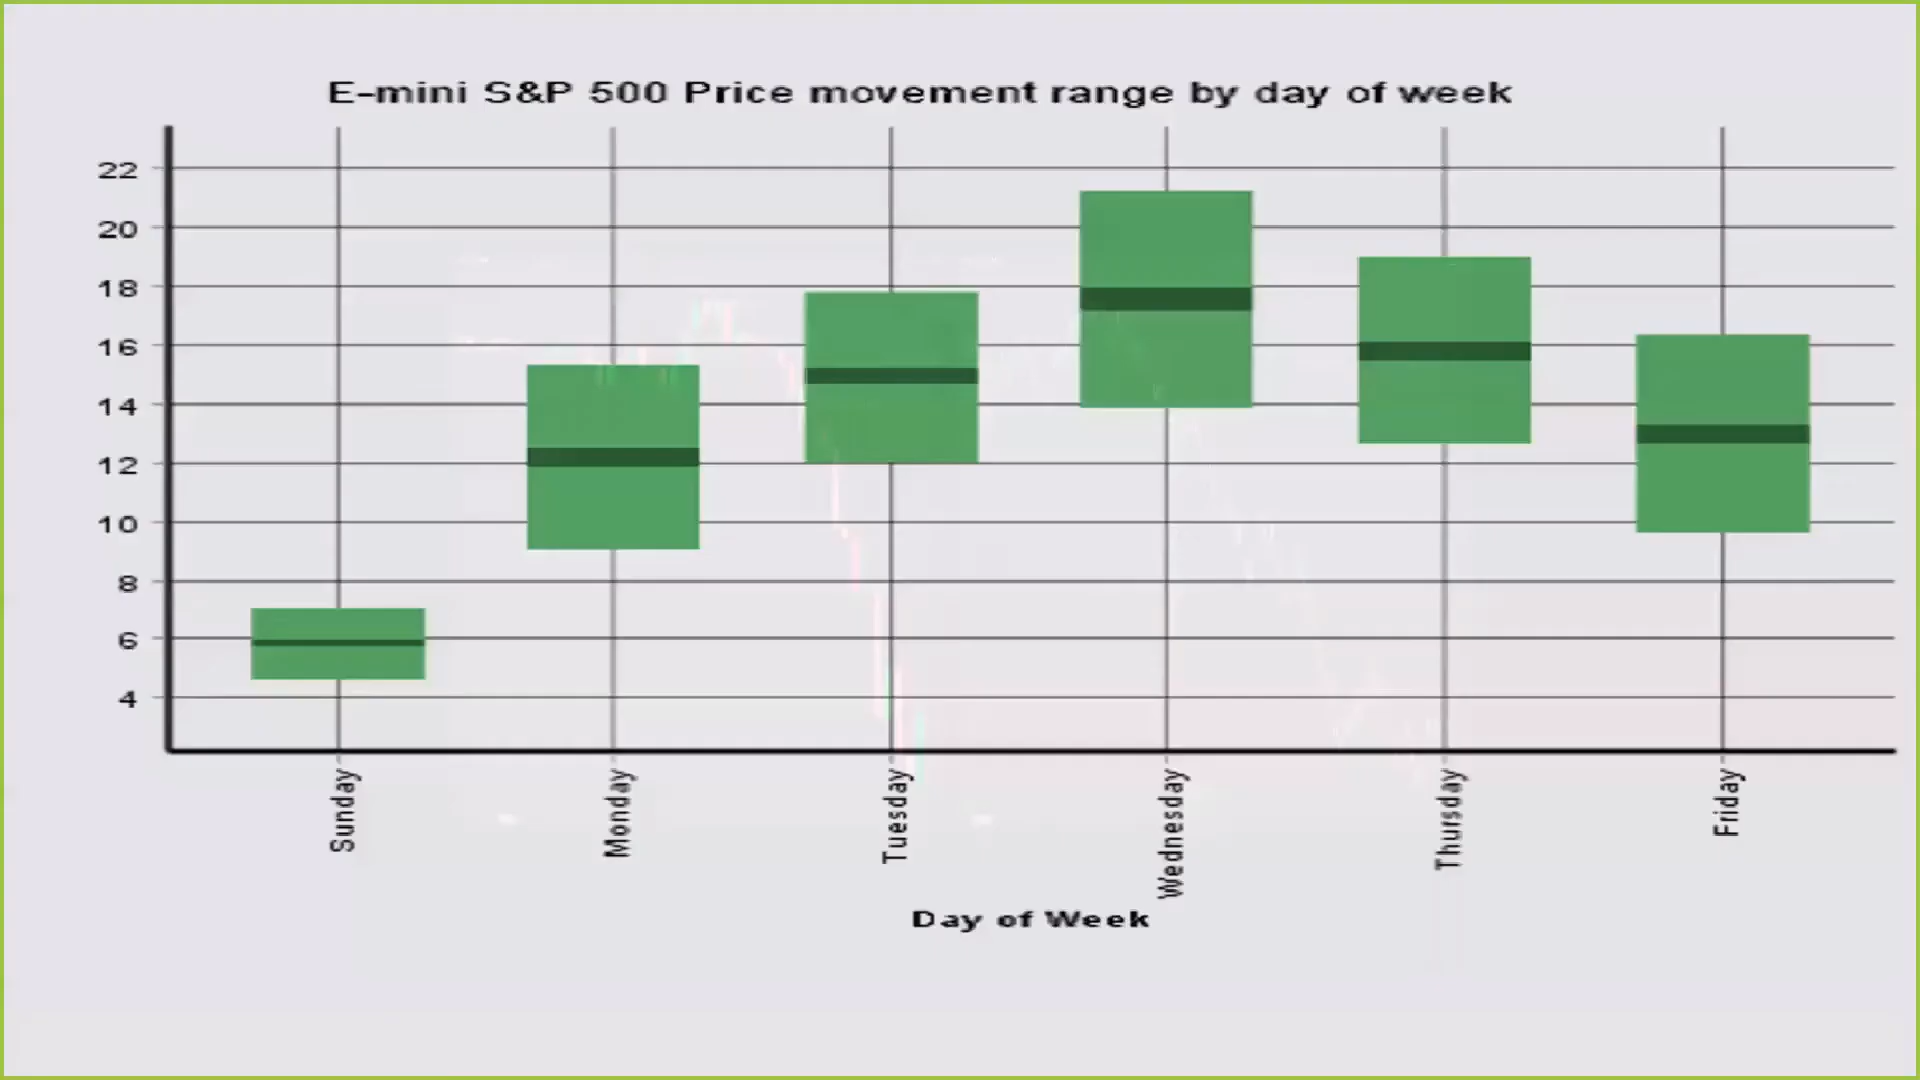 E-mini S&P 500 Price movement range by day of week
22
20
18
16
14
12
10
8
6
4
Sunday
Monday
Tuesday
Wednesday
Thursday
Friday
Day of Week